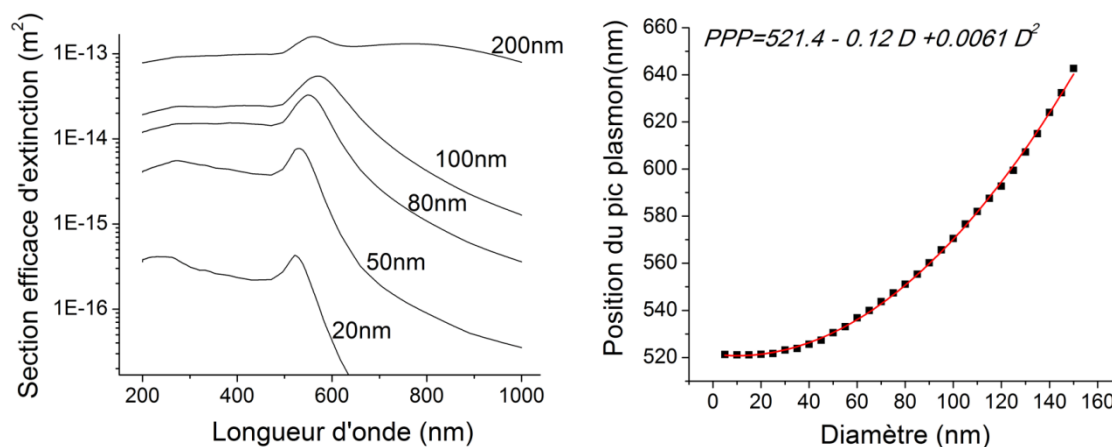 Section efficace d'extinction (m²)
1E-13
1E-14
1E-15
1E-16
200nm
100nm
80nm
50nm
20nm
200 400 600 800 1000
Longueur d'onde (nm)
Position du pic plasmon(nm)
660
640
620
600
580
560
540
520
PPP=521.4 - 0.12 D +0.0061 D²
0 20 40 60 80 100 120 140 160
Diamètre (nm)